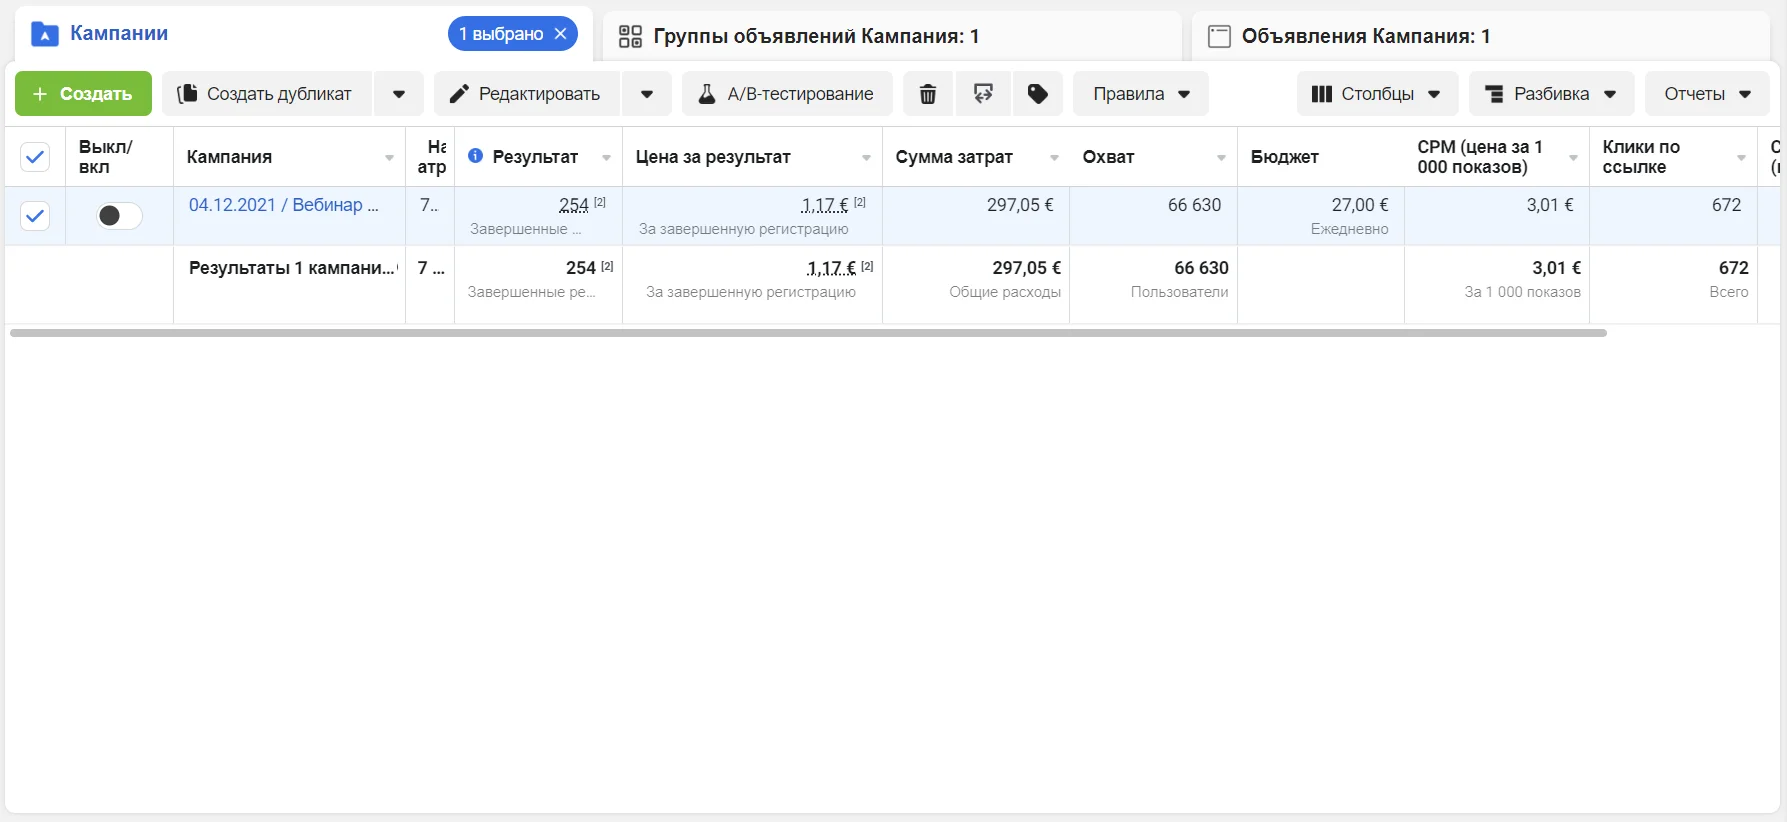 Кампании
1 выбрано
Группы объявлений Кампания: 1
Объявления Кампания: 1
+ Создать
Создать дубликат
Редактировать
А/В-тестирование
Правила
Столбцы
Разбивка
Отчеты
Выкл/
вкл
Кампания
На
атр
Результат
Цена за результат
Сумма затрат
Охват
Бюджет
CPM (цена за 1
000 показов)
Клики по
ссылке
04.12.2021 / Вебинар ...
7...
254 [2]
1,17 € [2]
297,05 €
66 630
27,00 €
3,01 €
672
Завершенные ...
За завершенную регистрацию
Ежедневно
Результаты 1 кампани...
7 ...
254 [2]
1,17 € [2]
297,05 €
66 630
3,01 €
672
Завершенные ре...
За завершенную регистрацию
Общие расходы
Пользователи
За 1 000 показов
Всего